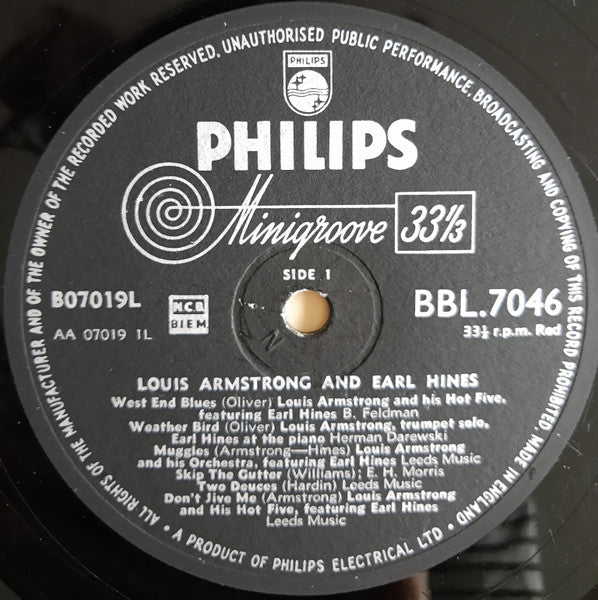 ALL RIGHTS OF THE MANUFACTURER AND OF THE OWNER OF THE RECORDED WORK RESERVED. UNAUTHORISED PUBLIC PERFORMANCE, BROADCASTING AND COPYING OF THIS RECORD PROHIBITED MADE IN ENGLAND
PHILIPS
PHILIPS
Minigroove 33⅓
SIDE 1
B07019L
N.C.B.
BIEM
BBL.7046
AA 07019 1L
33⅓ r.p.m. Red
LOUIS ARMSTRONG AND EARL HINES
West End Blues (Oliver) Louis Armstrong and his Hot Five,
featuring Earl Hines B. Feldman
Weather Bird (Oliver) Louis Armstrong, trumpet solo,
Earl Hines at the piano Herman Darewski
Muggles (Armstrong—Hines) Louis Armstrong
and his Orchestra, featuring Earl Hines Leeds Music
Skip The Gutter (Williams); E. H. Morris
Two Deuces (Hardin) Leeds Music
Don't Jive Me (Armstrong) Louis Armstrong
and His Hot Five, featuring Earl Hines
Leeds Music
• A PRODUCT OF PHILIPS ELECTRICAL LTD •